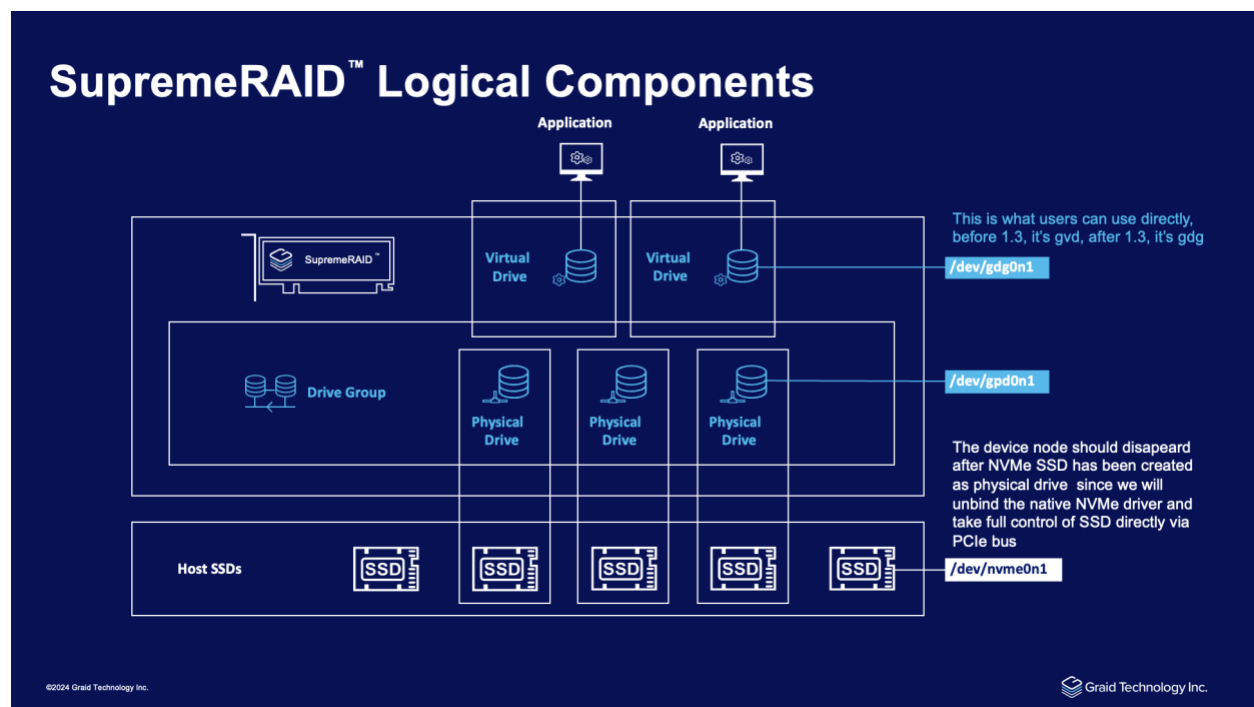 SupremeRAID™ Logical Components
Application
Application
This is what users can use directly,
before 1.3, it's gvd, after 1.3, it's gdg
/dev/gdg0n1
SupremeRAID™
Virtual
Drive
Virtual
Drive
Drive Group
Physical
Drive
Physical
Drive
Physical
Drive
/dev/gpd0n1
The device node should disapeard
after NVMe SSD has been created
as physical drive since we will
unbind the native NVMe driver and
take full control of SSD directly via
PCIe bus
/dev/nvme0n1
Host SSDs
SSD
SSD
SSD
SSD
SSD
©2024 Graid Technology Inc.
Graid Technology Inc.